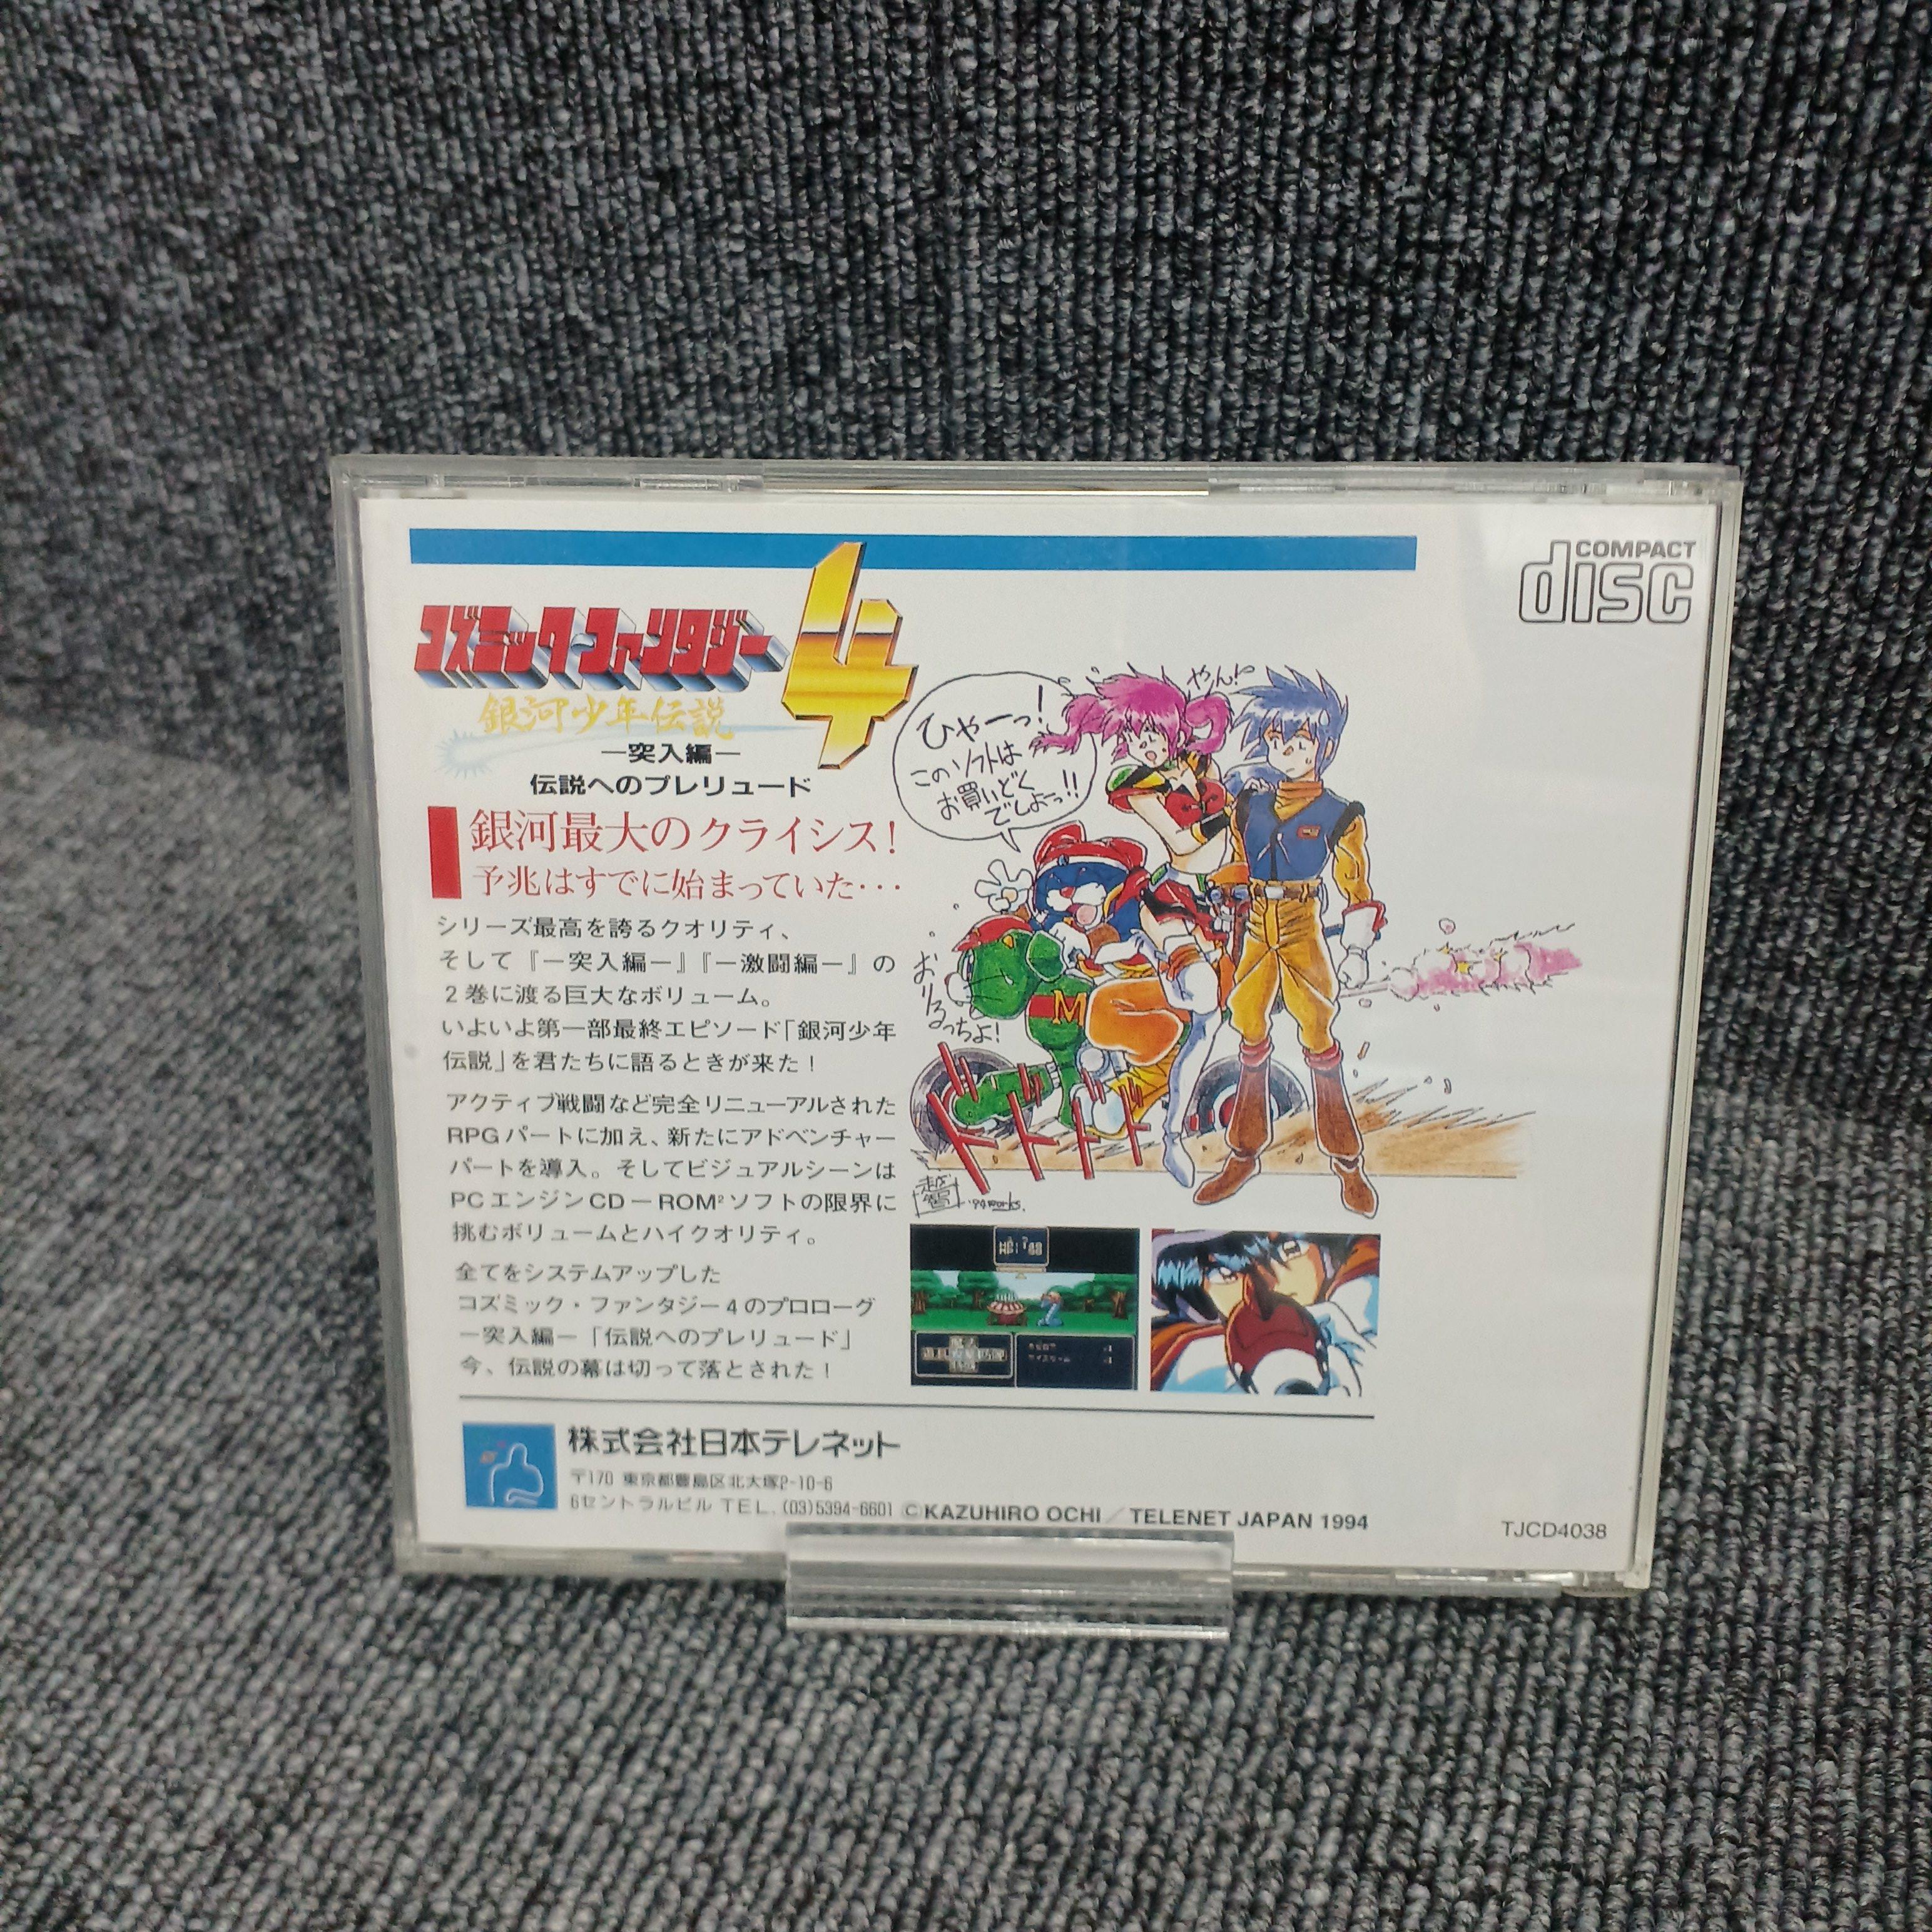 COMPACT
disc
コズミック・ファンタジー4
銀河少年伝説
―突入編―
伝説へのプレリュード
銀河最大のクライシス!
予兆はすでに始まっていた・・・
シリーズ最高を誇るクオリティ、
そして『―突入編―』『―激闘編―』の
2巻に渡る巨大なボリューム。
いよいよ第一部最終エピソード「銀河少年
伝説」を君たちに語るときが来た!
アクティブ戦闘など完全リニューアルされた
RPGパートに加え、新たにアドベンチャー
パートを導入。そしてビジュアルシーンは
PCエンジンCD-ROM²ソフトの限界に
挑むボリュームとハイクオリティ。
全てをシステムアップした
コズミック・ファンタジー4のプロローグ
―突入編―「伝説へのプレリュード」
今、伝説の幕は切って落とされた!
ひゃーっ!
このソフトは
お買いどく
でしょっ!!
やん!
おりるっちょ!
M
ドドドド
越智
'94 works.
株式会社日本テレネット
〒170 東京都豊島区北大塚2-10-6
6セントラルビル TEL.(03)5394-6601 ©KAZUHIRO OCHI/TELENET JAPAN 1994
TJCD4038